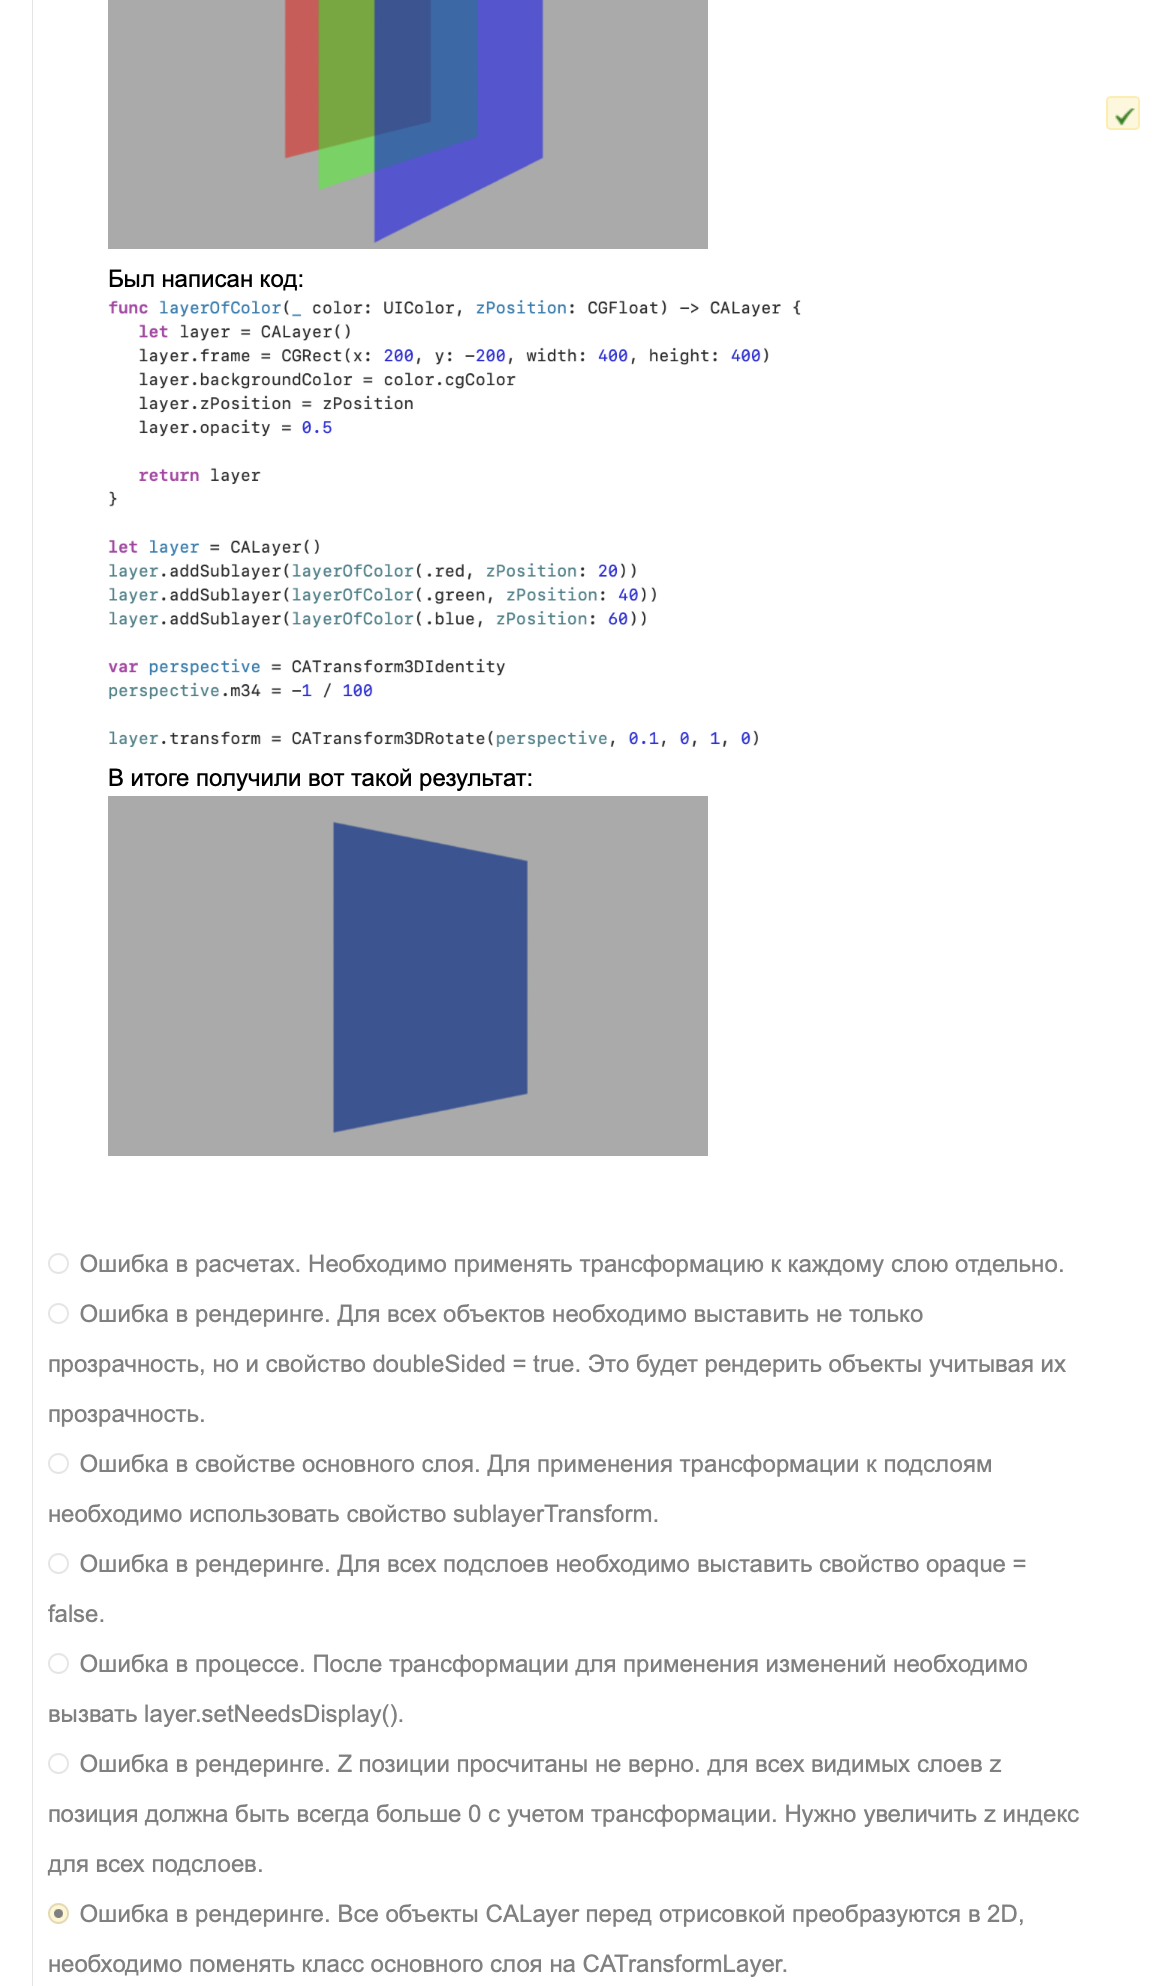 Был написан код:
func layerOfColor(_ color: UIColor, zPosition: CGFloat) -> CALayer {
let layer = CALayer()
layer.frame = CGRect(x: 200, y: -200, width: 400, height: 400)
layer.backgroundColor = color.cgColor
layer.zPosition = zPosition
layer.opacity = 0.5
return layer
}
let layer = CALayer()
layer.addSublayer(layerOfColor(.red, zPosition: 20))
layer.addSublayer(layerOfColor(.green, zPosition: 40))
layer.addSublayer(layerOfColor(.blue, zPosition: 60))
var perspective = CATransform3DIdentity
perspective.m34 = -1 / 100
layer.transform = CATransform3DRotate(perspective, 0.1, 0, 1, 0)
В итоге получили вот такой результат:
Ошибка в расчетах. Необходимо применять трансформацию к каждому слою отдельно.
Ошибка в рендеринге. Для всех объектов необходимо выставить не только
прозрачность, но и свойство doubleSided = true. Это будет рендерить объекты учитывая их
прозрачность.
Ошибка в свойстве основного слоя. Для применения трансформации к подслоям
необходимо использовать свойство sublayerTransform.
Ошибка в рендеринге. Для всех подслоев необходимо выставить свойство opaque =
false.
Ошибка в процессе. После трансформации для применения изменений необходимо
вызвать layer.setNeedsDisplay().
Ошибка в рендеринге. Z позиции просчитаны не верно. для всех видимых слоев z
позиция должна быть всегда больше 0 с учетом трансформации. Нужно увеличить z индекс
для всех подслоев.
Ошибка в рендеринге. Все объекты CALayer перед отрисовкой преобразуются в 2D,
необходимо поменять класс основного слоя на CATransformLayer.